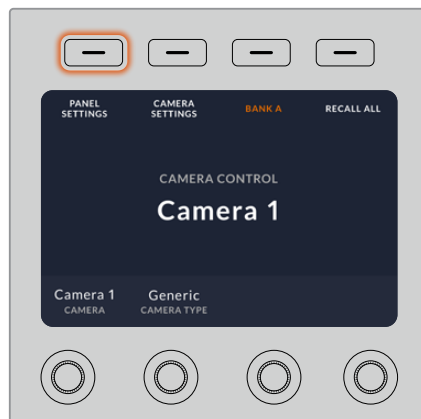 PANEL
SETTINGS
CAMERA
SETTINGS
BANK A
RECALL ALL
CAMERA CONTROL
Camera 1
Camera 1
CAMERA
Generic
CAMERA TYPE